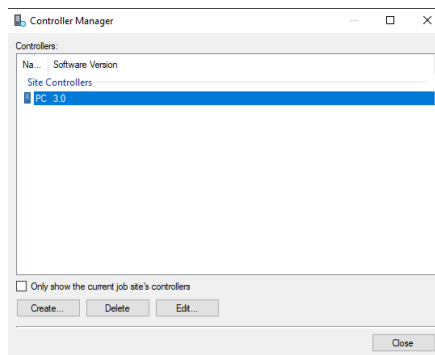 Controller Manager
Controllers:
Na... Software Version
Site Controllers
PC 3.0
Only show the current job site's controllers
Create... Delete Edit...
Close